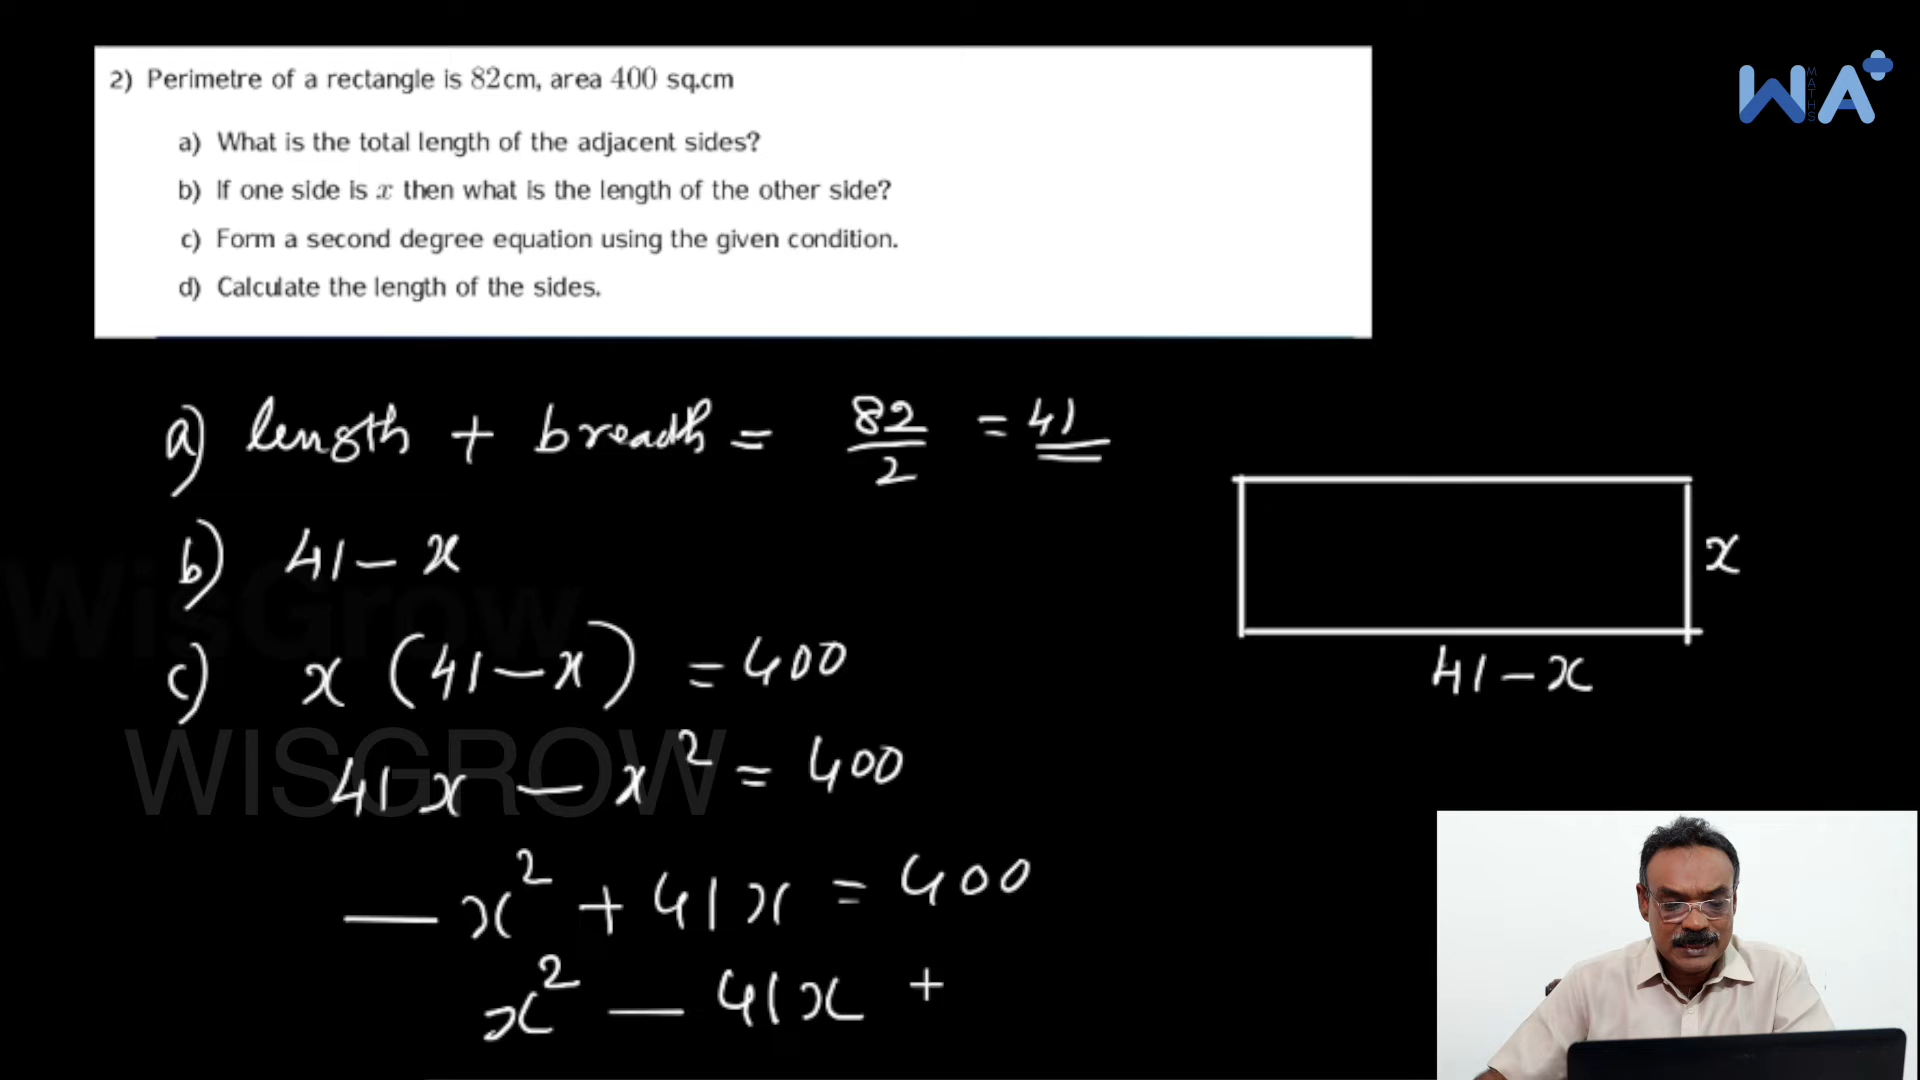 2) Perimetre of a rectangle is 82cm, area 400 sq.cm
a) What is the total length of the adjacent sides?
b) If one side is x then what is the length of the other side?
c) Form a second degree equation using the given condition.
d) Calculate the length of the sides.
WA+
MATHS
a) length + breadth = 82/2 = 41
b) 41 - x
c) x (41 - x) = 400
41x - x² = 400
- x² + 41x = 400
x² - 41x +
x
41 - x
WisGrow
WISGROW